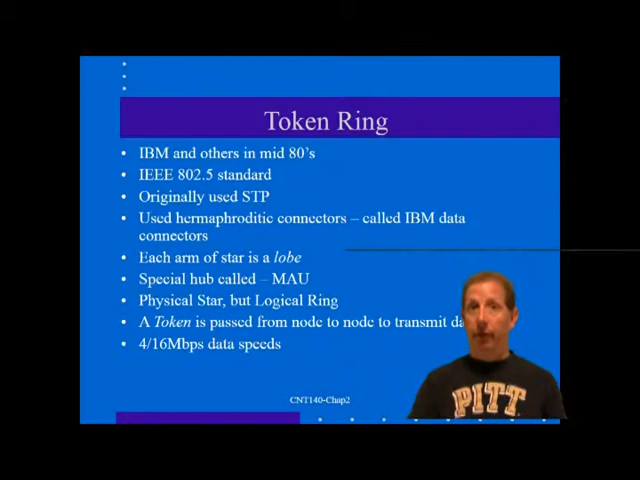 Token Ring
• IBM and others in mid 80's
• IEEE 802.5 standard
• Originally used STP
• Used hermaphroditic connectors – called IBM data
connectors
• Each arm of star is a lobe
• Special hub called – MAU
• Physical Star, but Logical Ring
• A Token is passed from node to node to transmit
• 4/16Mbps data speeds
PITT
CNT140-Chap2